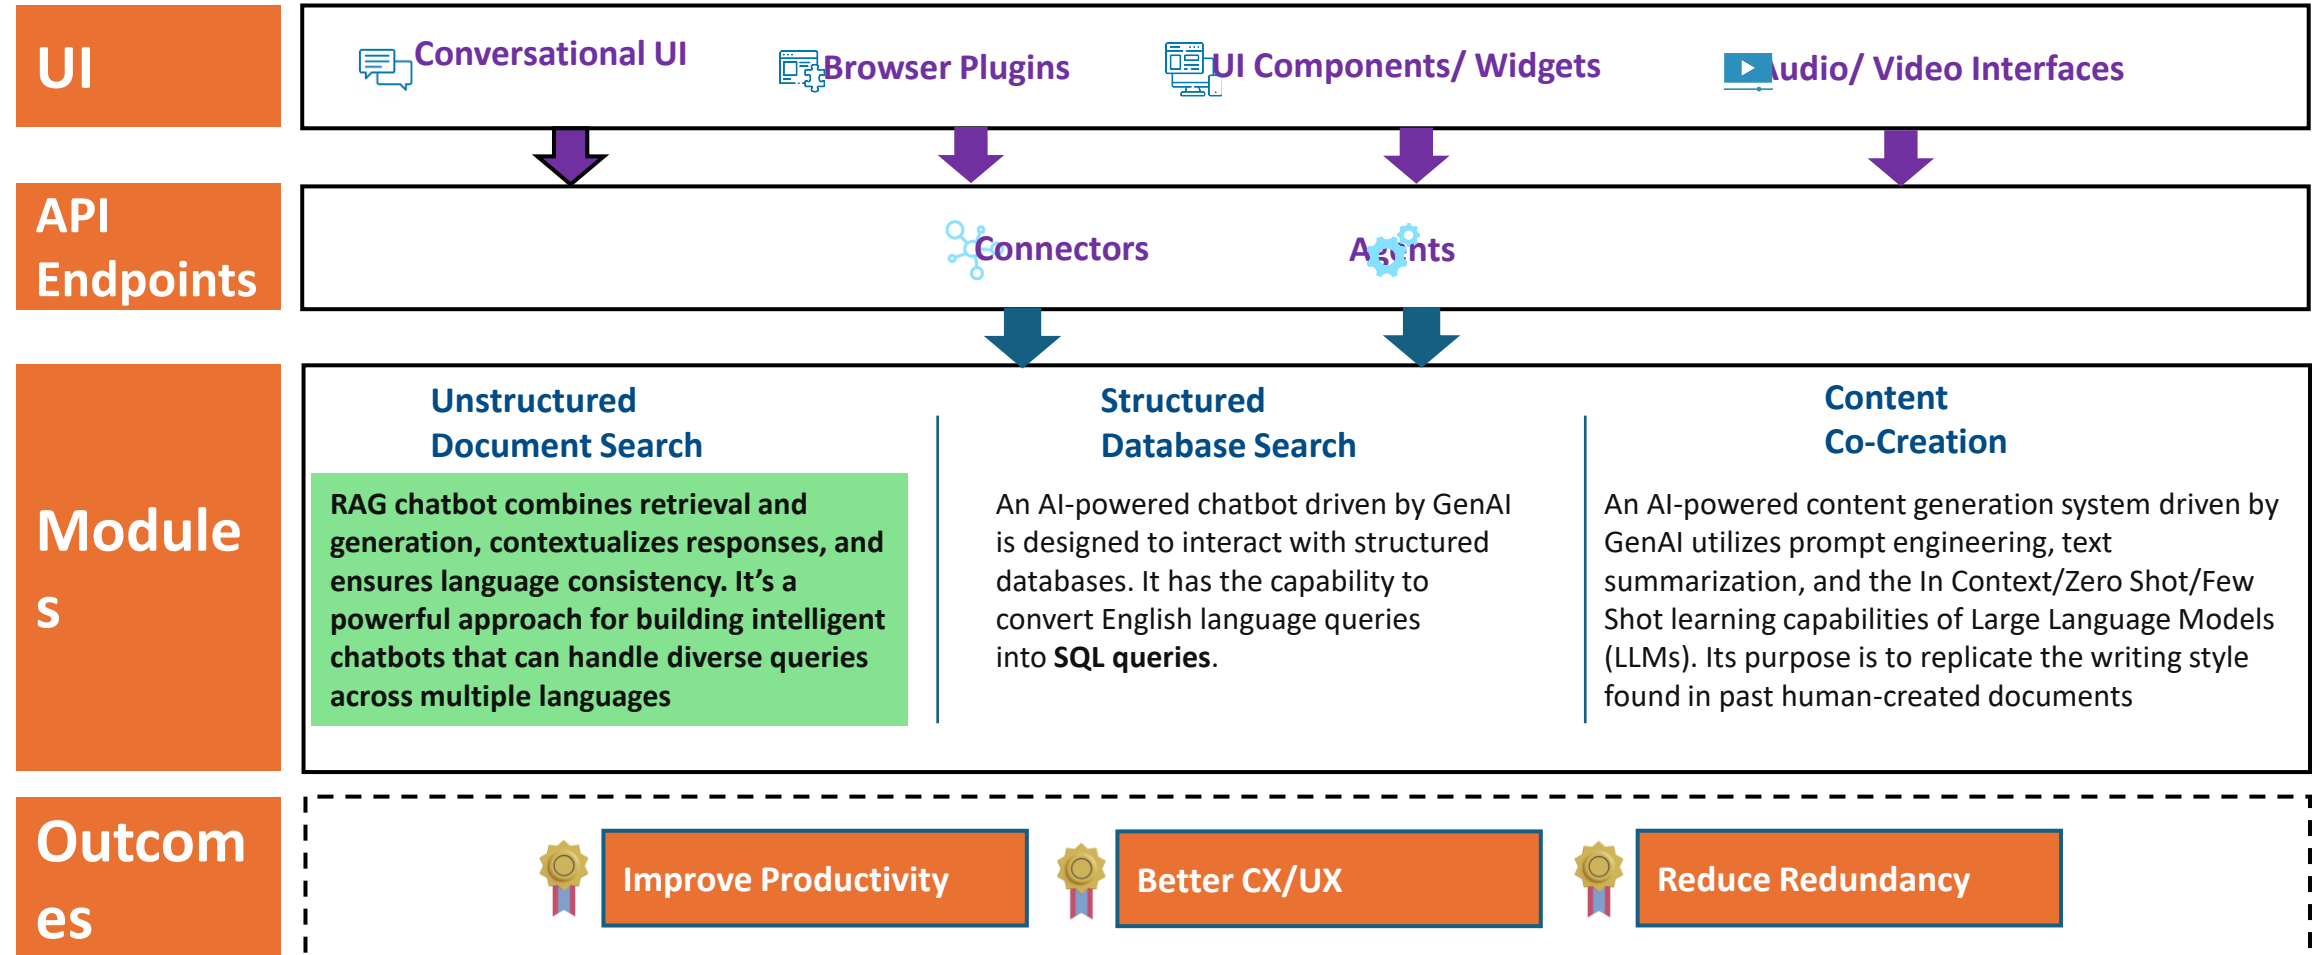 UI
Conversational UI
Browser Plugins
UI Components/ Widgets
Audio/ Video Interfaces
API
Endpoints
Connectors
Agents
Module
s
Unstructured
Document Search
RAG chatbot combines retrieval and
generation, contextualizes responses, and
ensures language consistency. It’s a
powerful approach for building intelligent
chatbots that can handle diverse queries
across multiple languages
Structured
Database Search
An AI-powered chatbot driven by GenAI
is designed to interact with structured
databases. It has the capability to
convert English language queries
into SQL queries.
Content
Co-Creation
An AI-powered content generation system driven by
GenAI utilizes prompt engineering, text
summarization, and the In Context/Zero Shot/Few
Shot learning capabilities of Large Language Models
(LLMs). Its purpose is to replicate the writing style
found in past human-created documents
Outcom
es
Improve Productivity
Better CX/UX
Reduce Redundancy